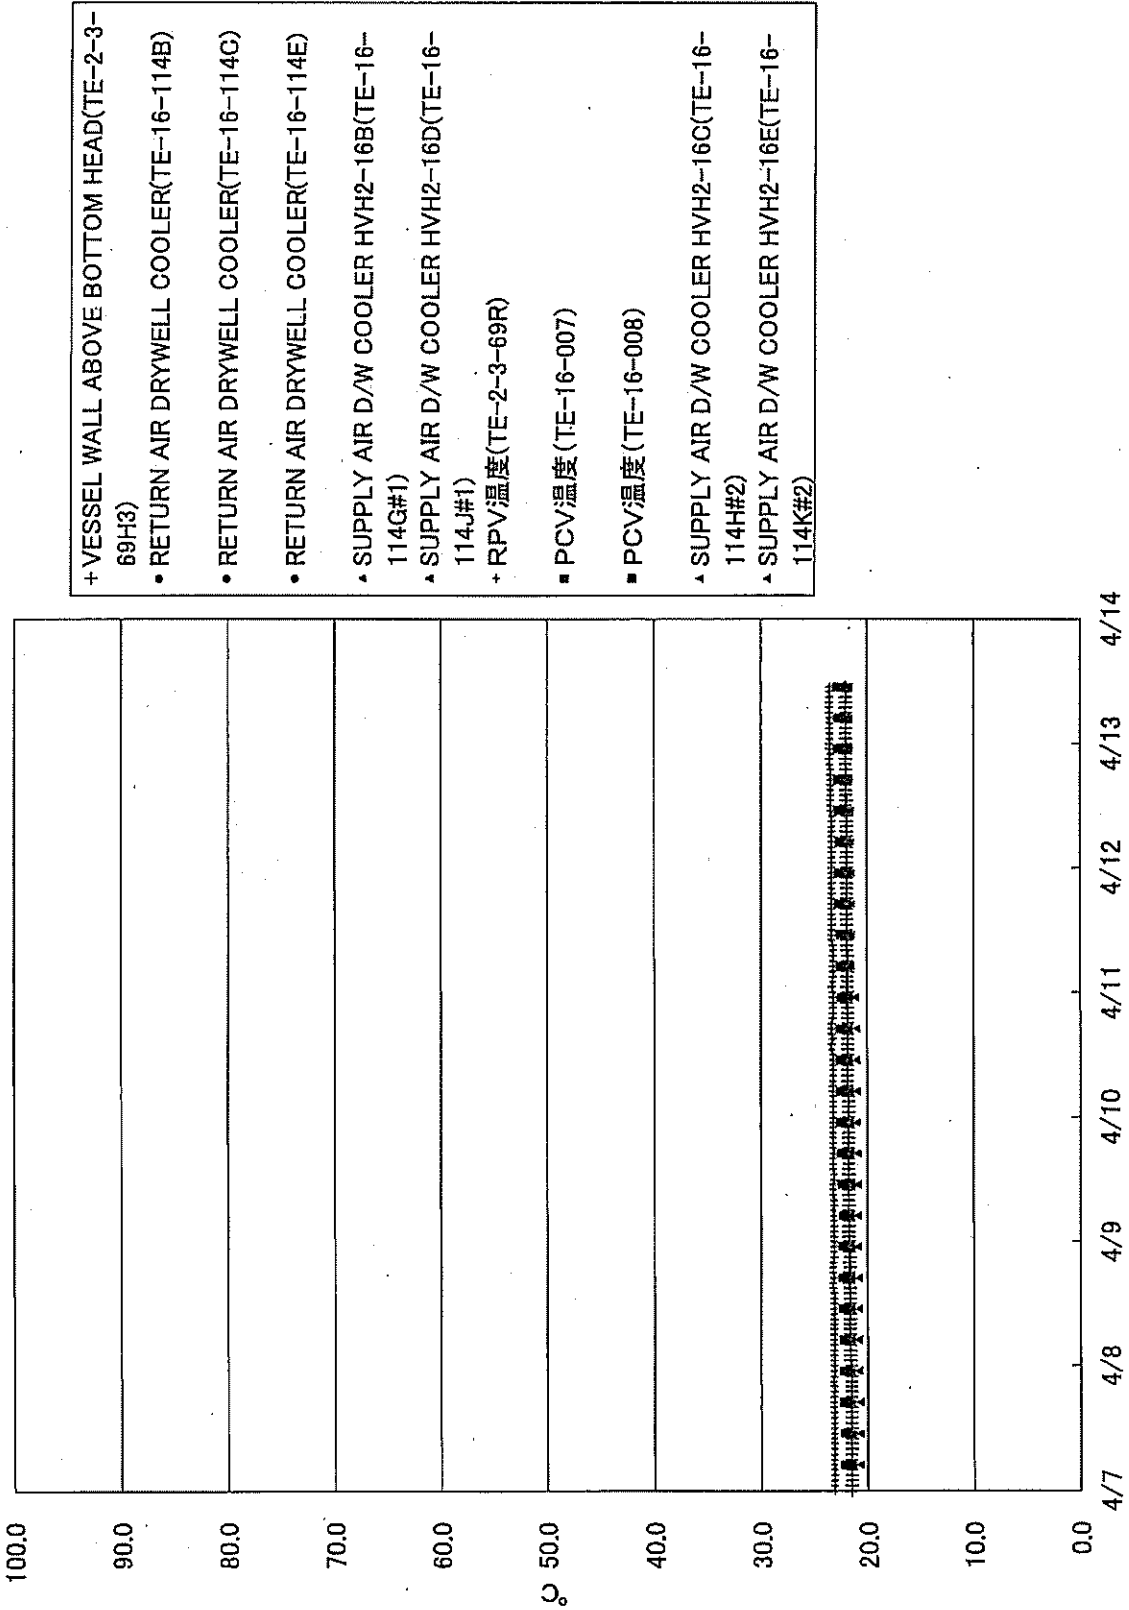 100.0
90.0
80.0
70.0
60.0
50.0
40.0
30.0
20.0
10.0
0.0
℃
4/7
4/8
4/9
4/10
4/11
4/12
4/13
4/14
+VESSEL WALL ABOVE BOTTOM HEAD(TE-2-3-
69H3)
• RETURN AIR DRYWELL COOLER(TE-16-114B)
• RETURN AIR DRYWELL COOLER(TE-16-114C)
• RETURN AIR DRYWELL COOLER(TE-16-114E)
▲ SUPPLY AIR D/W COOLER HVH2-16B(TE-16-
114G#1)
▲ SUPPLY AIR D/W COOLER HVH2-16D(TE-16-
114J#1)
+ RPV温度(TE-2-3-69R)
■ PCV温度(TE-16-007)
■ PCV温度(TE-16-008)
▲ SUPPLY AIR D/W COOLER HVH2-16C(TE-16-
114H#2)
▲ SUPPLY AIR D/W COOLER HVH2-16E(TE-16-
114K#2)